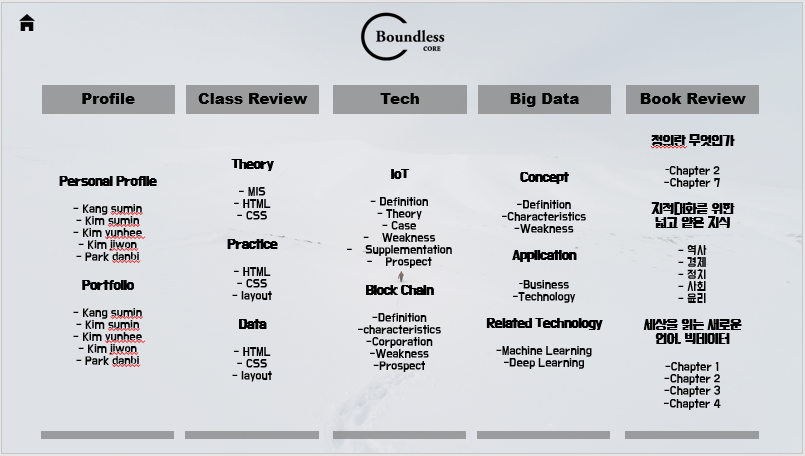 Boundless
CORE
Profile
Personal Profile
- Kang sumin
- Kim sumin
- Kim yunhee
- Kim jiwon
- Park danbi
Portfolio
- Kang sumin
- Kim sumin
- Kim yunhee
- Kim jiwon
- Park danbi
Class Review
Theory
- MIS
- HTML
- CSS
Practice
- HTML
- CSS
- layout
Data
- HTML
- CSS
- layout
Tech
IoT
- Definition
- Theory
- Case
- Weakness
- Supplementation
- Prospect
Block Chain
-Definition
-characteristics
-Corporation
-Weakness
-Prospect
Big Data
Concept
-Definition
-Characteristics
-Weakness
Application
-Business
-Technology
Related Technology
-Machine Learning
-Deep Learning
Book Review
정의란 무엇인가
-Chapter 2
-Chapter 7
지적대화를 위한
넓고 얕은 지식
- 역사
- 경제
- 정치
- 사회
- 윤리
세상을 읽는 새로운
언어, 빅데이터
-Chapter 1
-Chapter 2
-Chapter 3
-Chapter 4